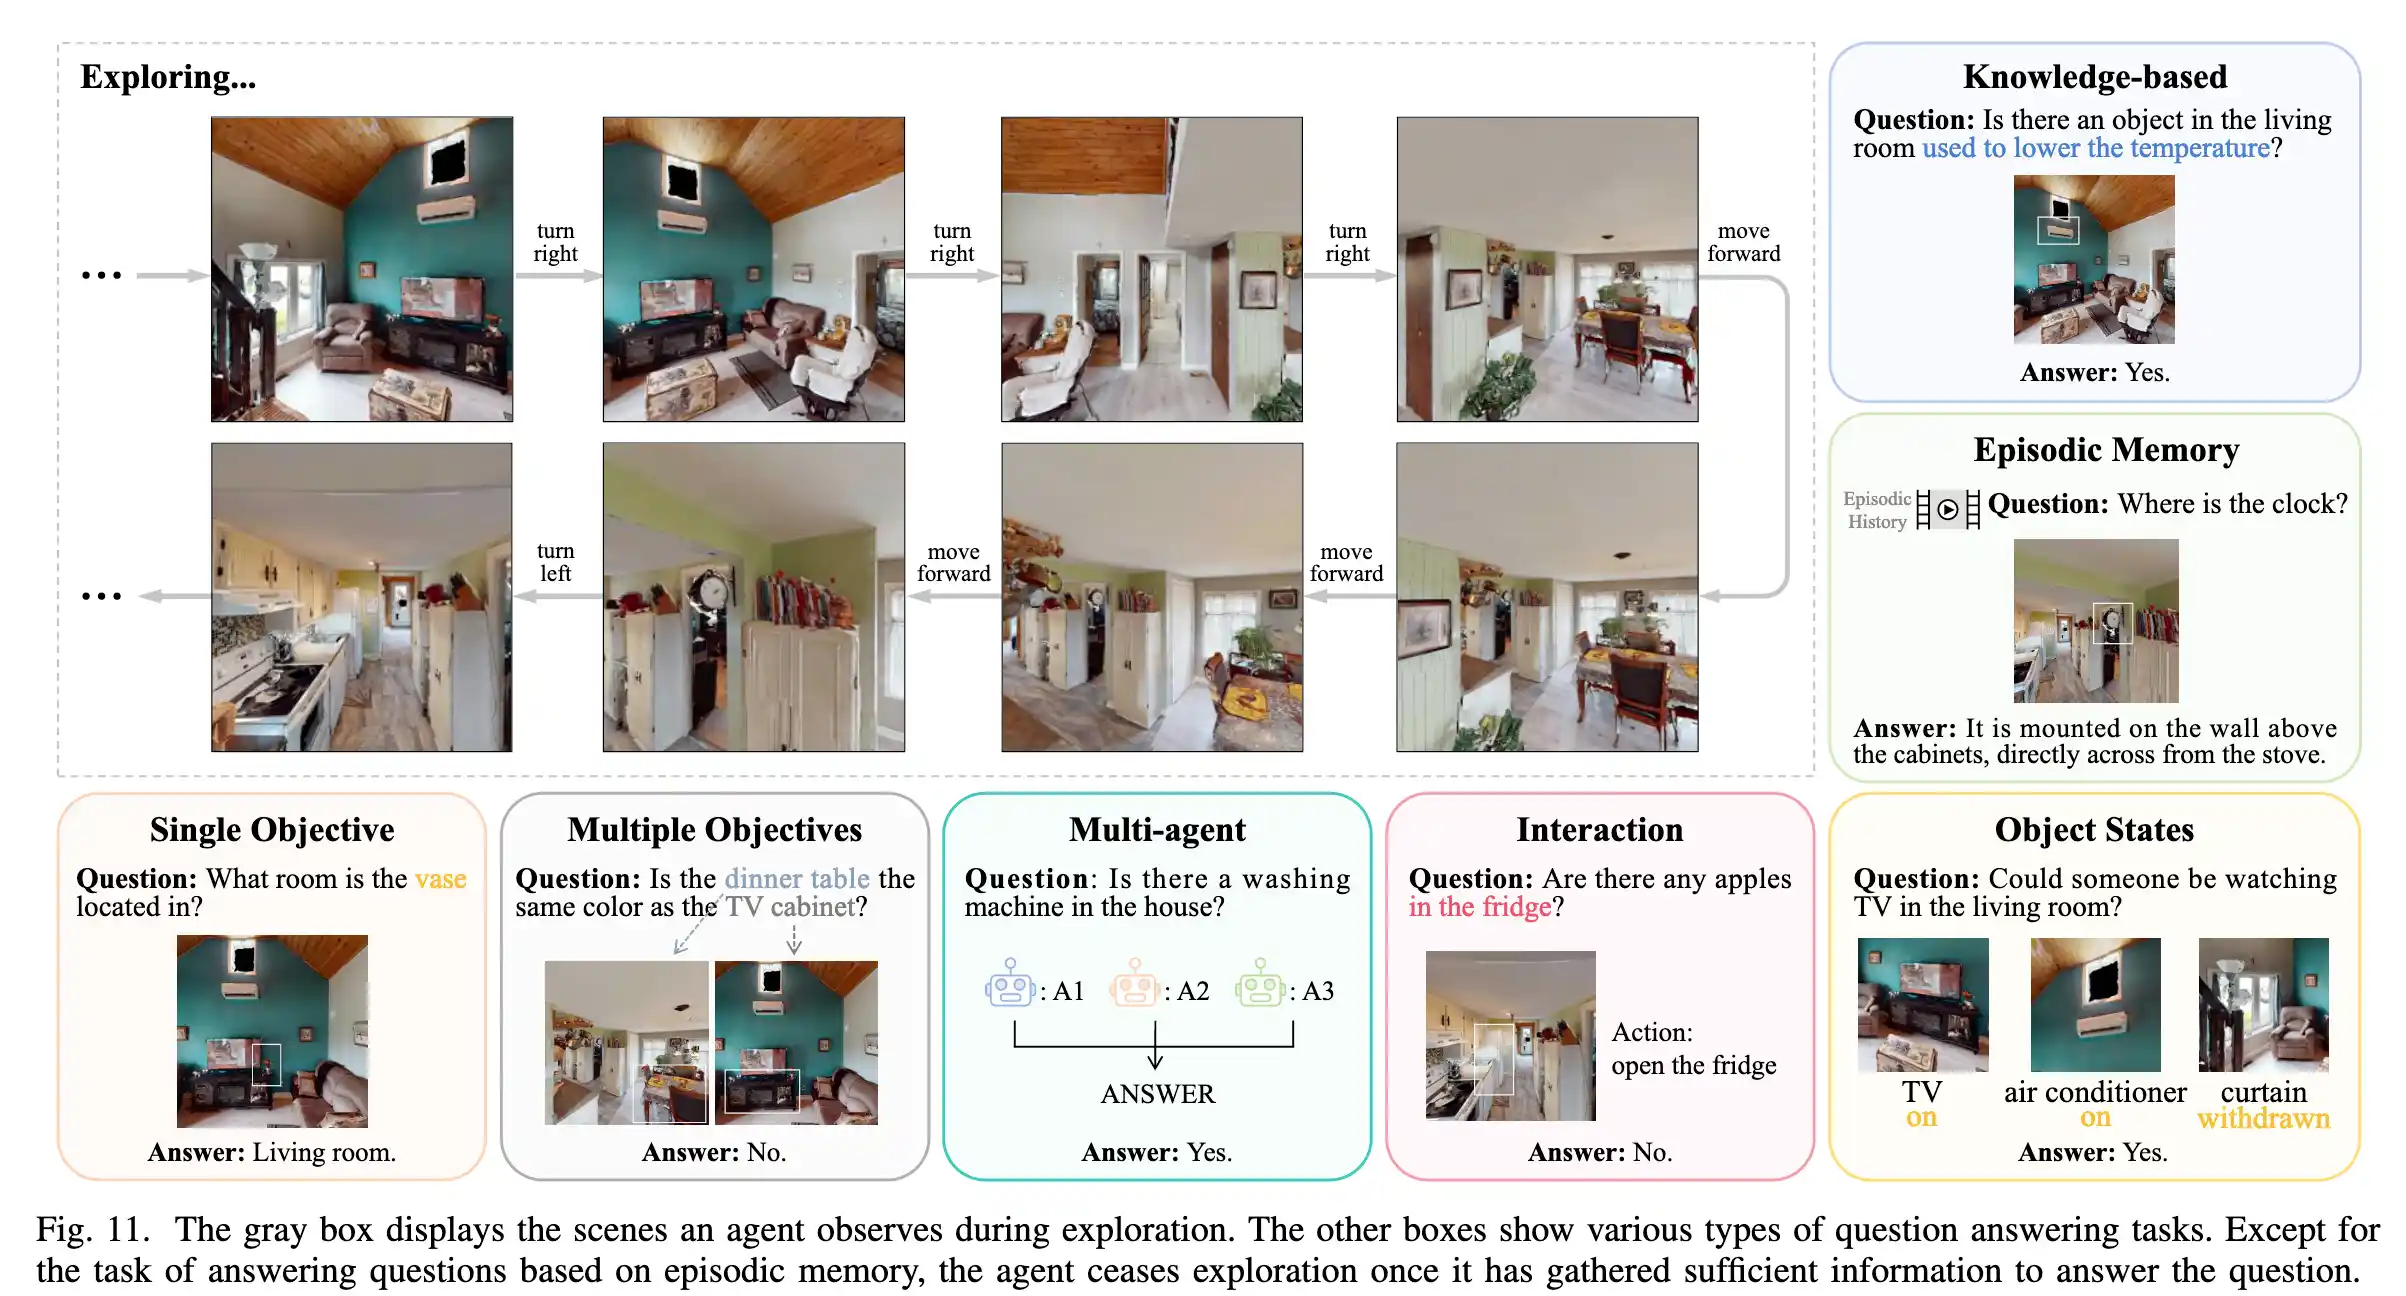 Exploring...
turn
right
turn
right
turn
right
move
forward
move
forward
move
forward
turn
left
Knowledge-based
Question: Is there an object in the living
room used to lower the temperature?
Answer: Yes.
Episodic Memory
Episodic
History
Question: Where is the clock?
Answer: It is mounted on the wall above
the cabinets, directly across from the stove.
Single Objective
Question: What room is the vase
located in?
Answer: Living room.
Multiple Objectives
Question: Is the dinner table the
same color as the TV cabinet?
Answer: No.
Multi-agent
Question: Is there a washing
machine in the house?
: A1 : A2 : A3
ANSWER
Answer: Yes.
Interaction
Question: Are there any apples
in the fridge?
Action:
open the fridge
Answer: No.
Object States
Question: Could someone be watching
TV in the living room?
TV air conditioner curtain
on on withdrawn
Answer: Yes.
Fig. 11. The gray box displays the scenes an agent observes during exploration. The other boxes show various types of question answering tasks. Except for
the task of answering questions based on episodic memory, the agent ceases exploration once it has gathered sufficient information to answer the question.